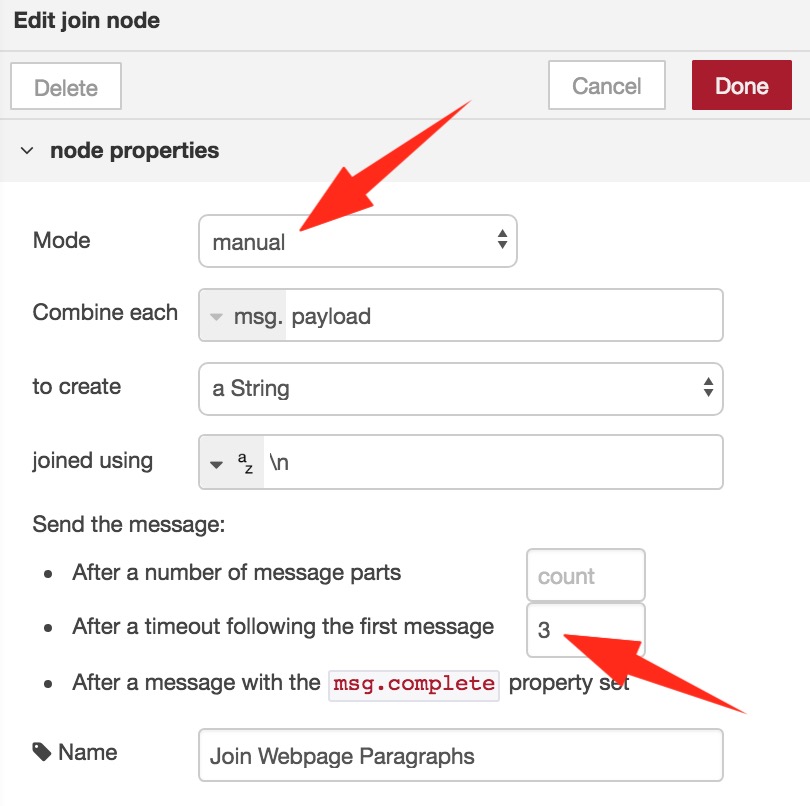 Edit join node
Delete Cancel Done
node properties
Mode manual
Combine each msg. payload
to create a String
joined using az \n
Send the message:
• After a number of message parts count
• After a timeout following the first message 3
• After a message with the msg.complete property set
Name Join Webpage Paragraphs